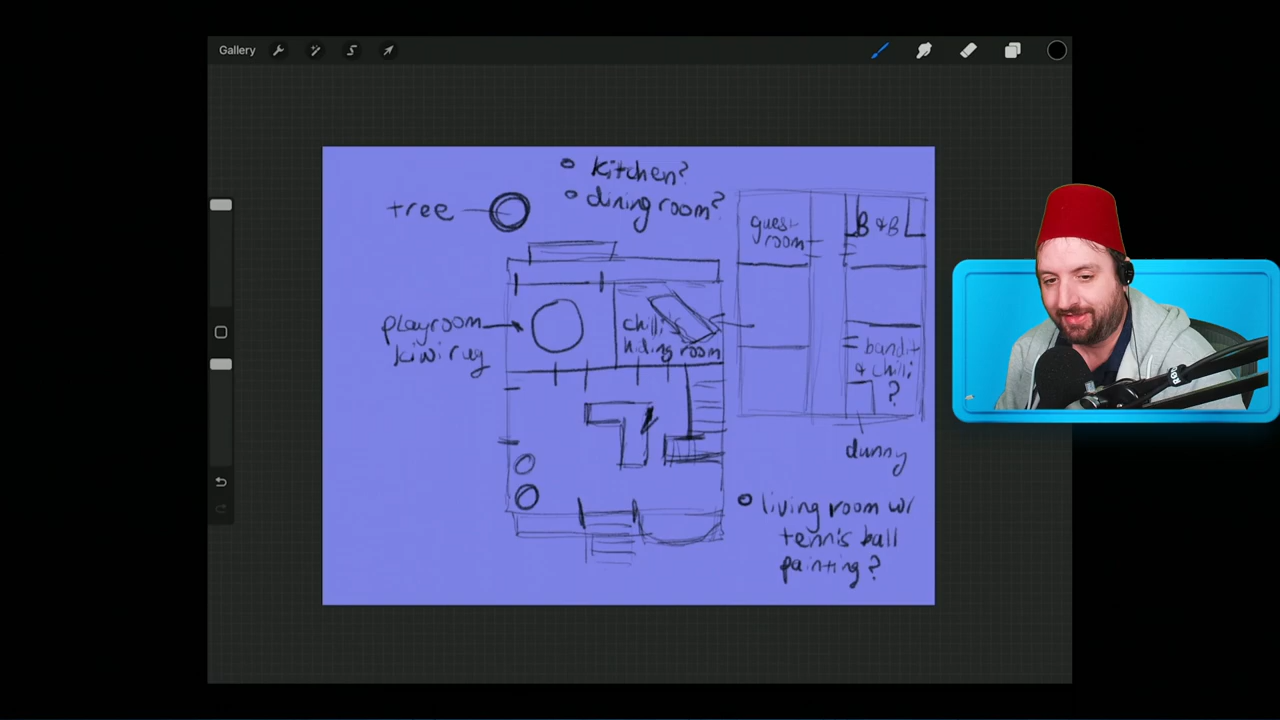 Gallery
• kitchen?
• dining room?
tree
guest
room
B & B
playroom
kiwi rug
chilli's
hiding room
bandit
& chilli
?
dunny
• living room w/
tennis ball
painting?
RØDE